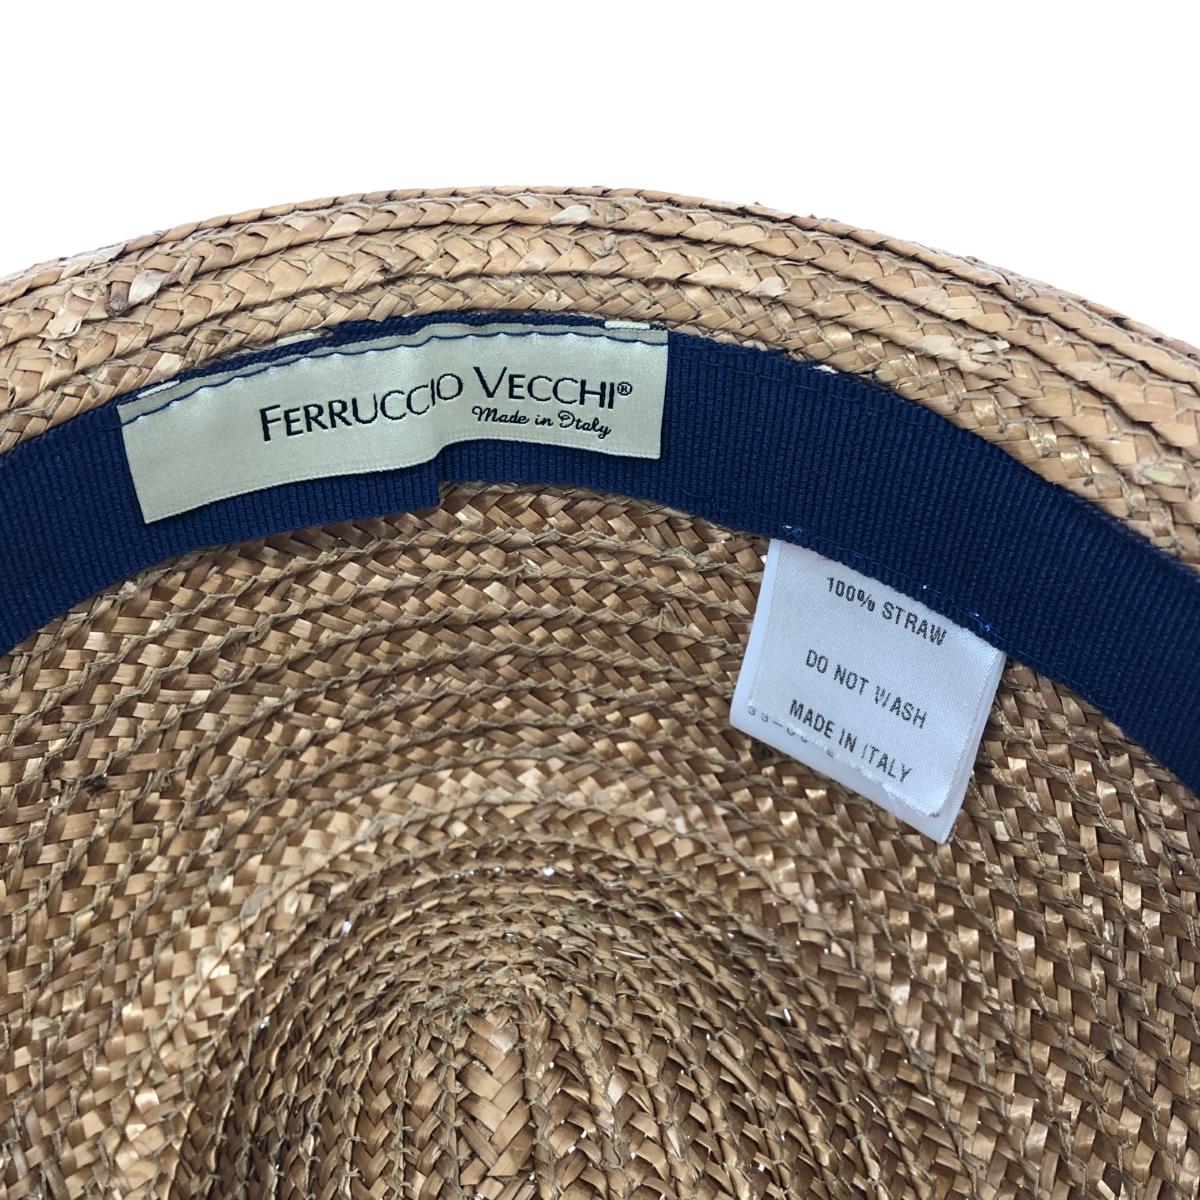 FERRUCCIO VECCHI®
Made in Italy
100% STRAW
DO NOT WASH
MADE IN ITALY